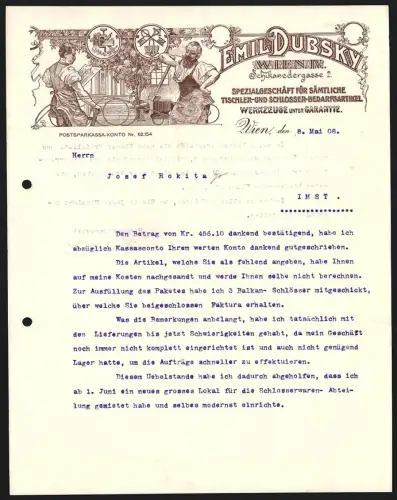 EMIL DUBSKY
WIEN IV.
Schikanedergasse 2.
SPEZIALGESCHÄFT FÜR SÄMTLICHE
TISCHLER-UND SCHLOSSER-BEDARFSARTIKEL
WERKZEUGE UNTER GARANTIE.
POSTSPARKASSA-KONTO Nr. 62.154
Wien, den 8. Mai 08.
Herrn
Josef Rokita
I M S T .
Den Betrag von Kr. 456.10 dankend bestätigend, habe ich
abzüglich Kassasconto Ihrem werten Konto dankend gutgeschrieben.
Die Artikel, welche Sie als fehlend angeben, habe Ihnen
auf meine Kosten nachgesandt und werde Ihnen selbe nicht berechnen.
Zur Ausfüllung des Paketes habe ich 3 Balkan- Schlösser mitgeschickt,
über welche Sie beigeschlossen Faktura erhalten.
Was die Bemerkungen anbelangt, habe ich tatsächlich mit
den Lieferungen bis jetzt Schwierigkeiten gehabt, da mein Geschäft
noch immer nicht komplett eingerichtet ist und auch nicht genügend
Lager hatte, um die Aufträge schneller zu effektuieren.
Diesem Uebelstande habe ich dadurch abgeholfen, dass ich
ab 1. Juni ein neues grosses Lokal für die Schlosserwaren- Abtei-
lung gemietet habe und selbes modernst einrichte.